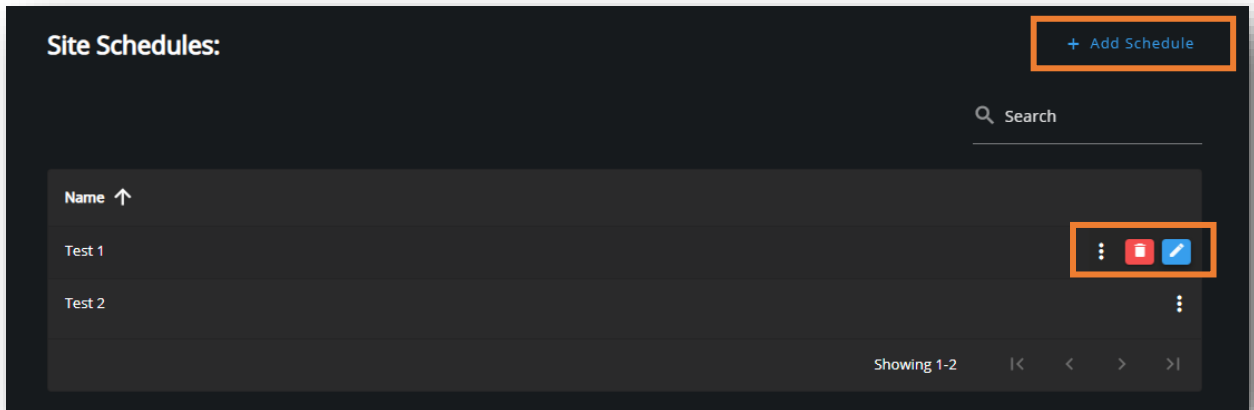 Site Schedules:
+ Add Schedule
Search
Name
Test 1
Test 2
Showing 1-2